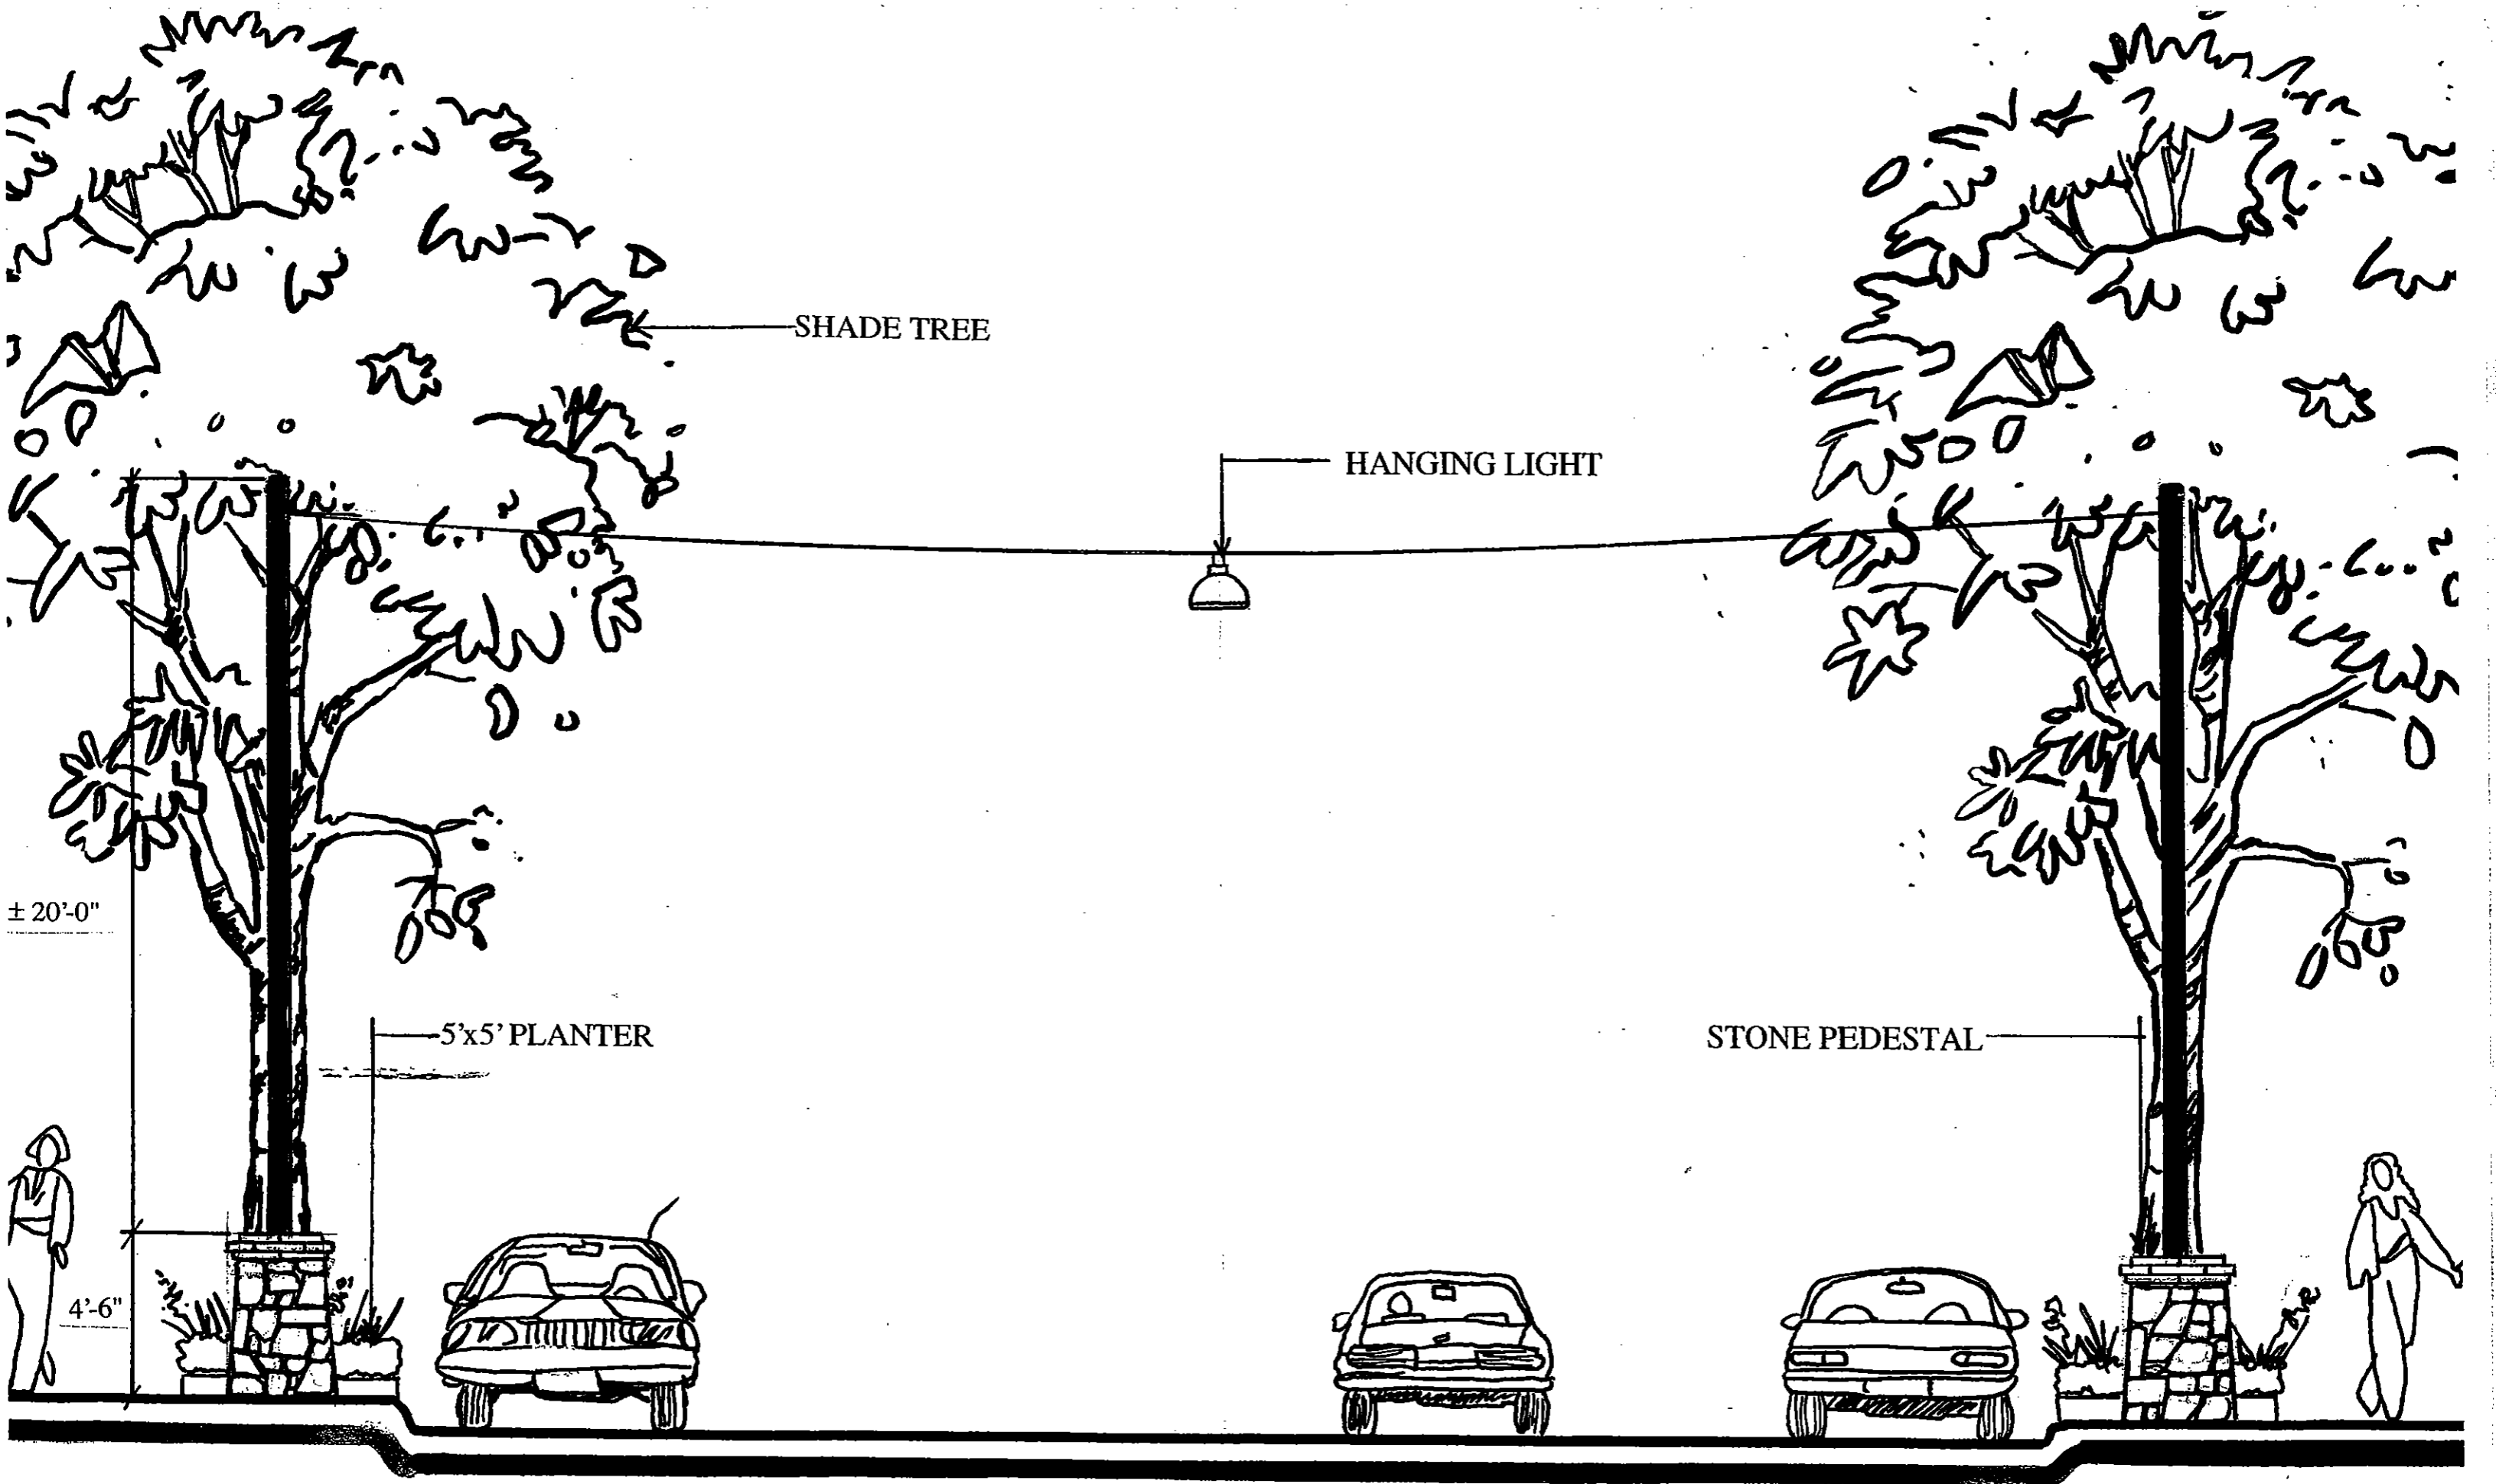 SHADE TREE
HANGING LIGHT
± 20'-0"
5'x5' PLANTER
STONE PEDESTAL
4'-6"